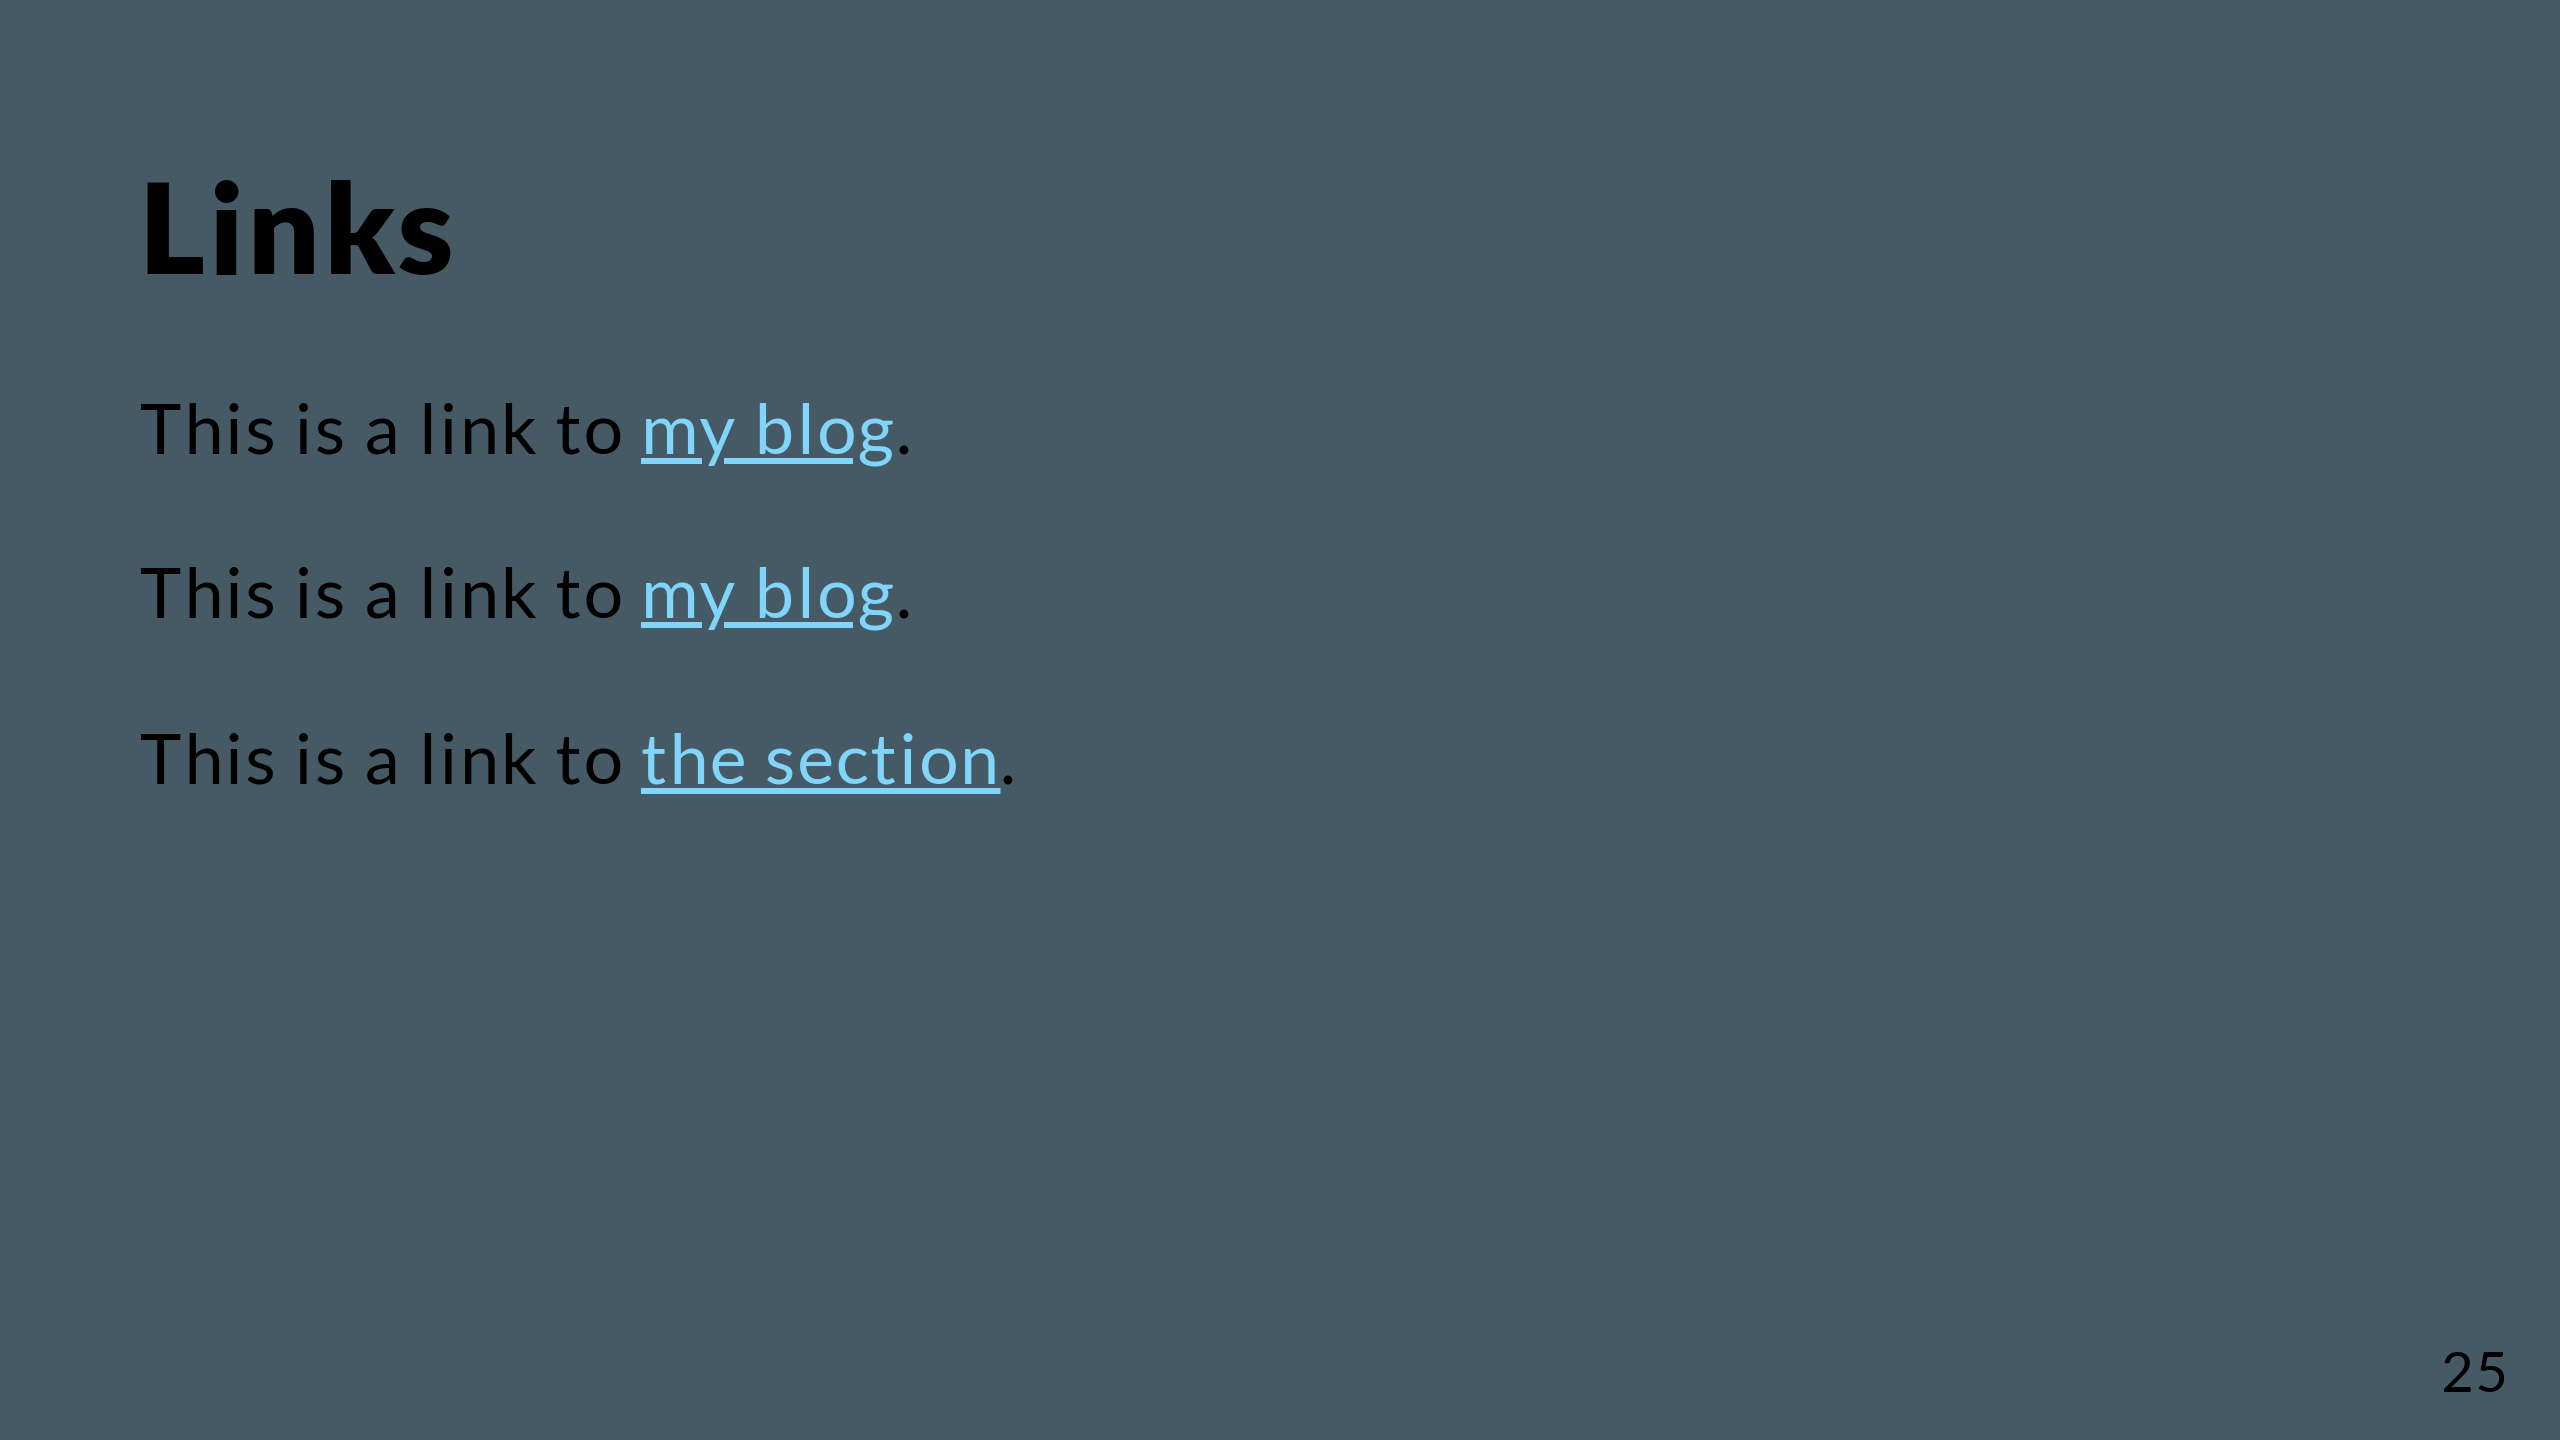 Links
This is a link to my blog.
This is a link to my blog.
This is a link to the section.
25